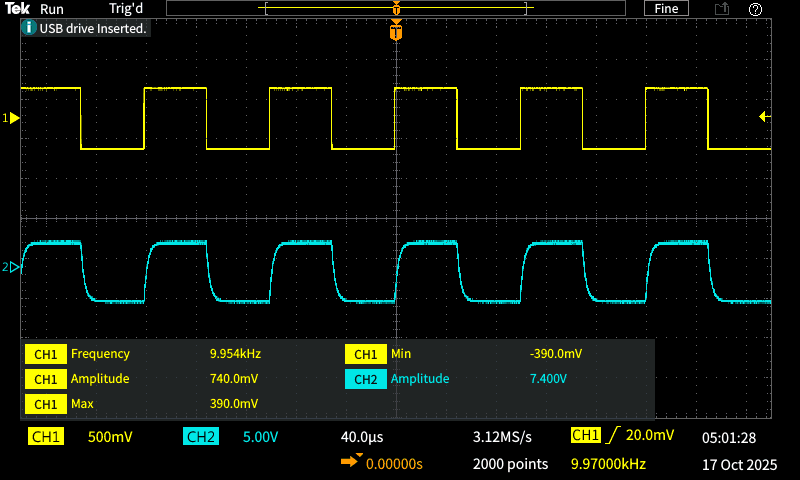 Tek Run Trig'd T Fine ?
i USB drive Inserted.
T
1
2
CH1 Frequency 9.954kHz CH1 Min -390.0mV
CH1 Amplitude 740.0mV CH2 Amplitude 7.400V
CH1 Max 390.0mV
CH1 500mV CH2 5.00V 40.0µs 3.12MS/s CH1 20.0mV 05:01:28
0.00000s 2000 points 9.97000kHz 17 Oct 2025